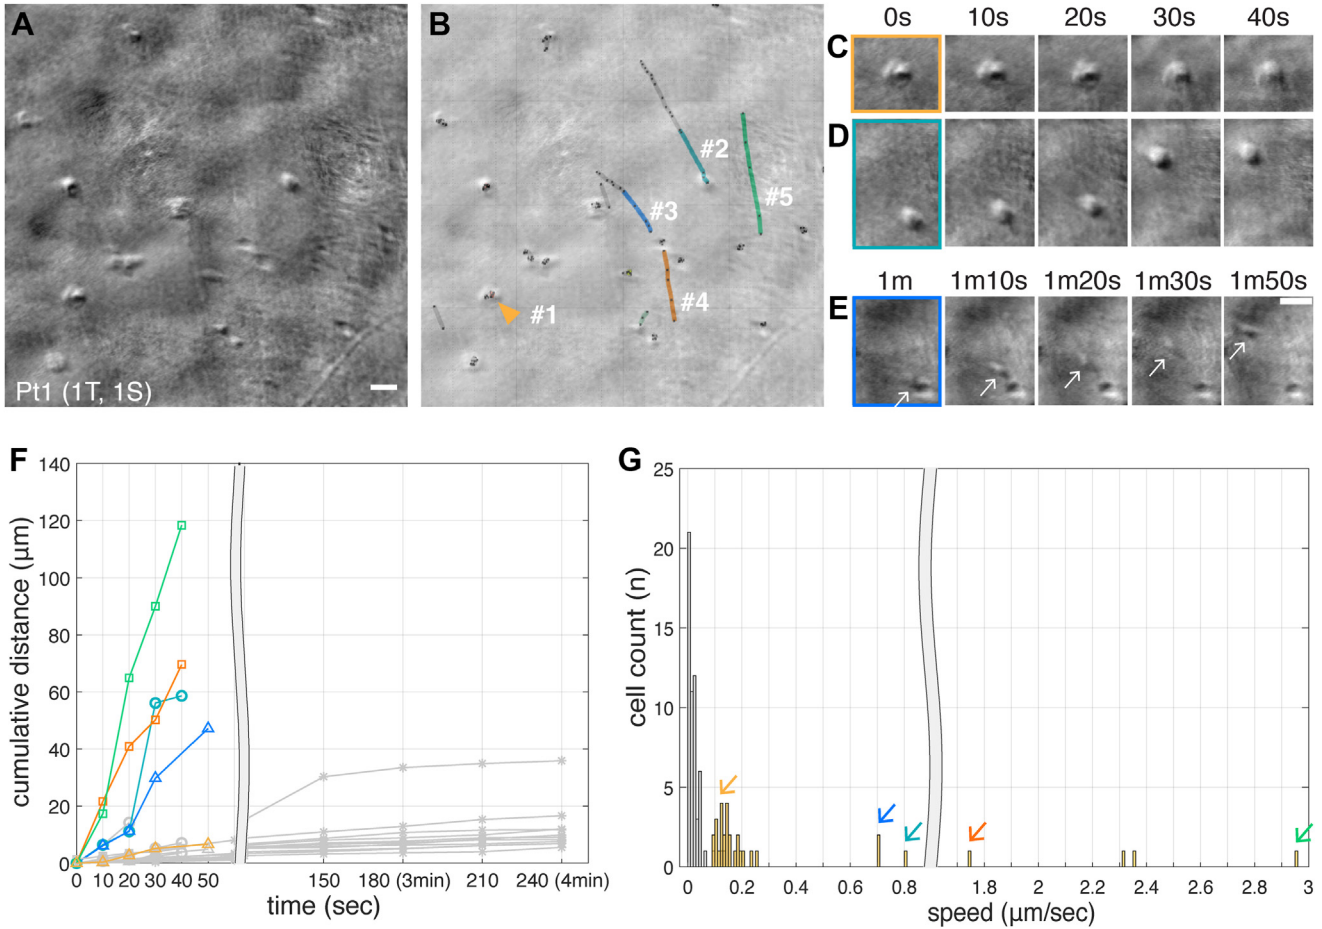 A
Pt1 (1T, 1S)
B
#2
#5
#3
#4
#1
0s 10s 20s 30s 40s
C
D
1m 1m10s 1m20s 1m30s 1m50s
E
F
140
120
100
80
60
40
20
0
cumulative distance (µm)
0 10 20 30 40 50 150 180 (3min) 210 240 (4min)
time (sec)
G
25
20
15
10
5
0
cell count (n)
0 0.2 0.4 0.6 0.8 1.8 2 2.2 2.4 2.6 2.8 3
speed (µm/sec)